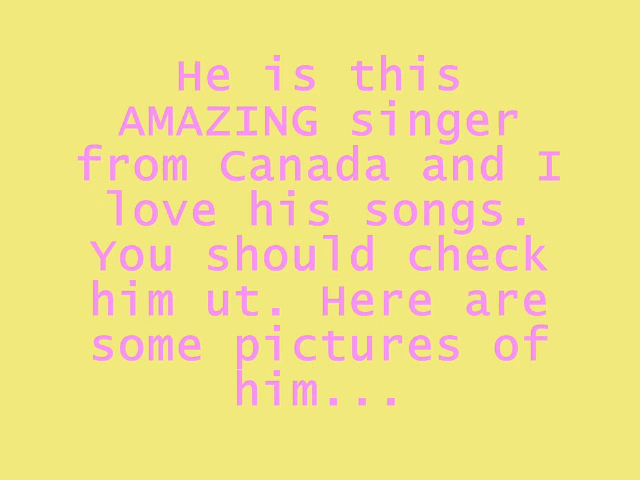 He is this
AMAZING singer
from Canada and I
love his songs.
You should check
him ut. Here are
some pictures of
him...